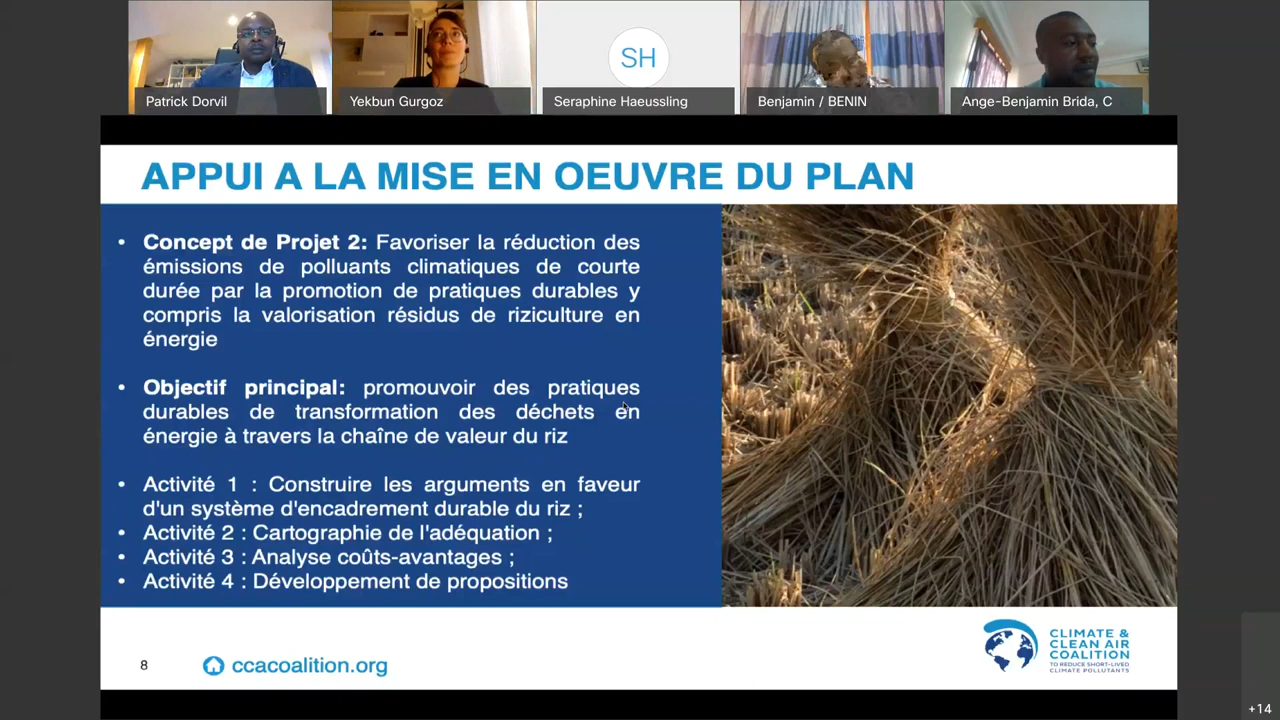 SH
Patrick Dorvil
Yekbun Gurgoz
Seraphine Haeussling
Benjamin / BENIN
Ange-Benjamin Brida, C
APPUI A LA MISE EN OEUVRE DU PLAN
• Concept de Projet 2: Favoriser la réduction des
émissions de polluants climatiques de courte
durée par la promotion de pratiques durables y
compris la valorisation résidus de riziculture en
énergie
• Objectif principal: promouvoir des pratiques
durables de transformation des déchets en
énergie à travers la chaîne de valeur du riz
• Activité 1 : Construire les arguments en faveur
d'un système d'encadrement durable du riz ;
• Activité 2 : Cartographie de l'adéquation ;
• Activité 3 : Analyse coûts-avantages ;
• Activité 4 : Développement de propositions
8
ccacoalition.org
CLIMATE &
CLEAN AIR
COALITION
TO REDUCE SHORT-LIVED
CLIMATE POLLUTANTS
+14